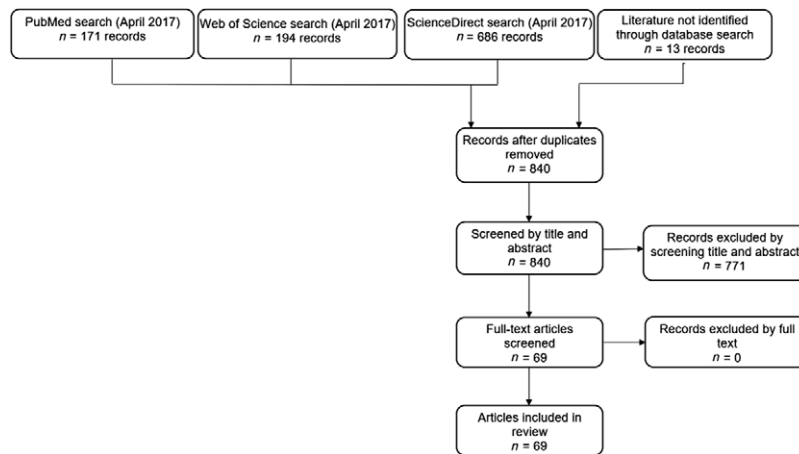 PubMed search (April 2017)
n = 171 records
Web of Science search (April 2017)
n = 194 records
ScienceDirect search (April 2017)
n = 686 records
Literature not identified
through database search
n = 13 records
Records after duplicates
removed
n = 840
Screened by title and
abstract
n = 840
Records excluded by
screening title and abstract
n = 771
Full-text articles
screened
n = 69
Records excluded by full
text
n = 0
Articles included in
review
n = 69